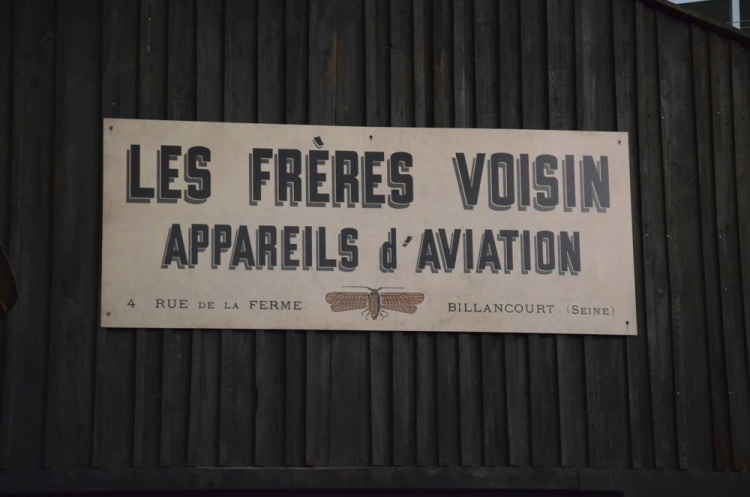 LES FRÈRES VOISIN
APPAREILS d'AVIATION
4 RUE DE LA FERME BILLANCOURT (SEINE)